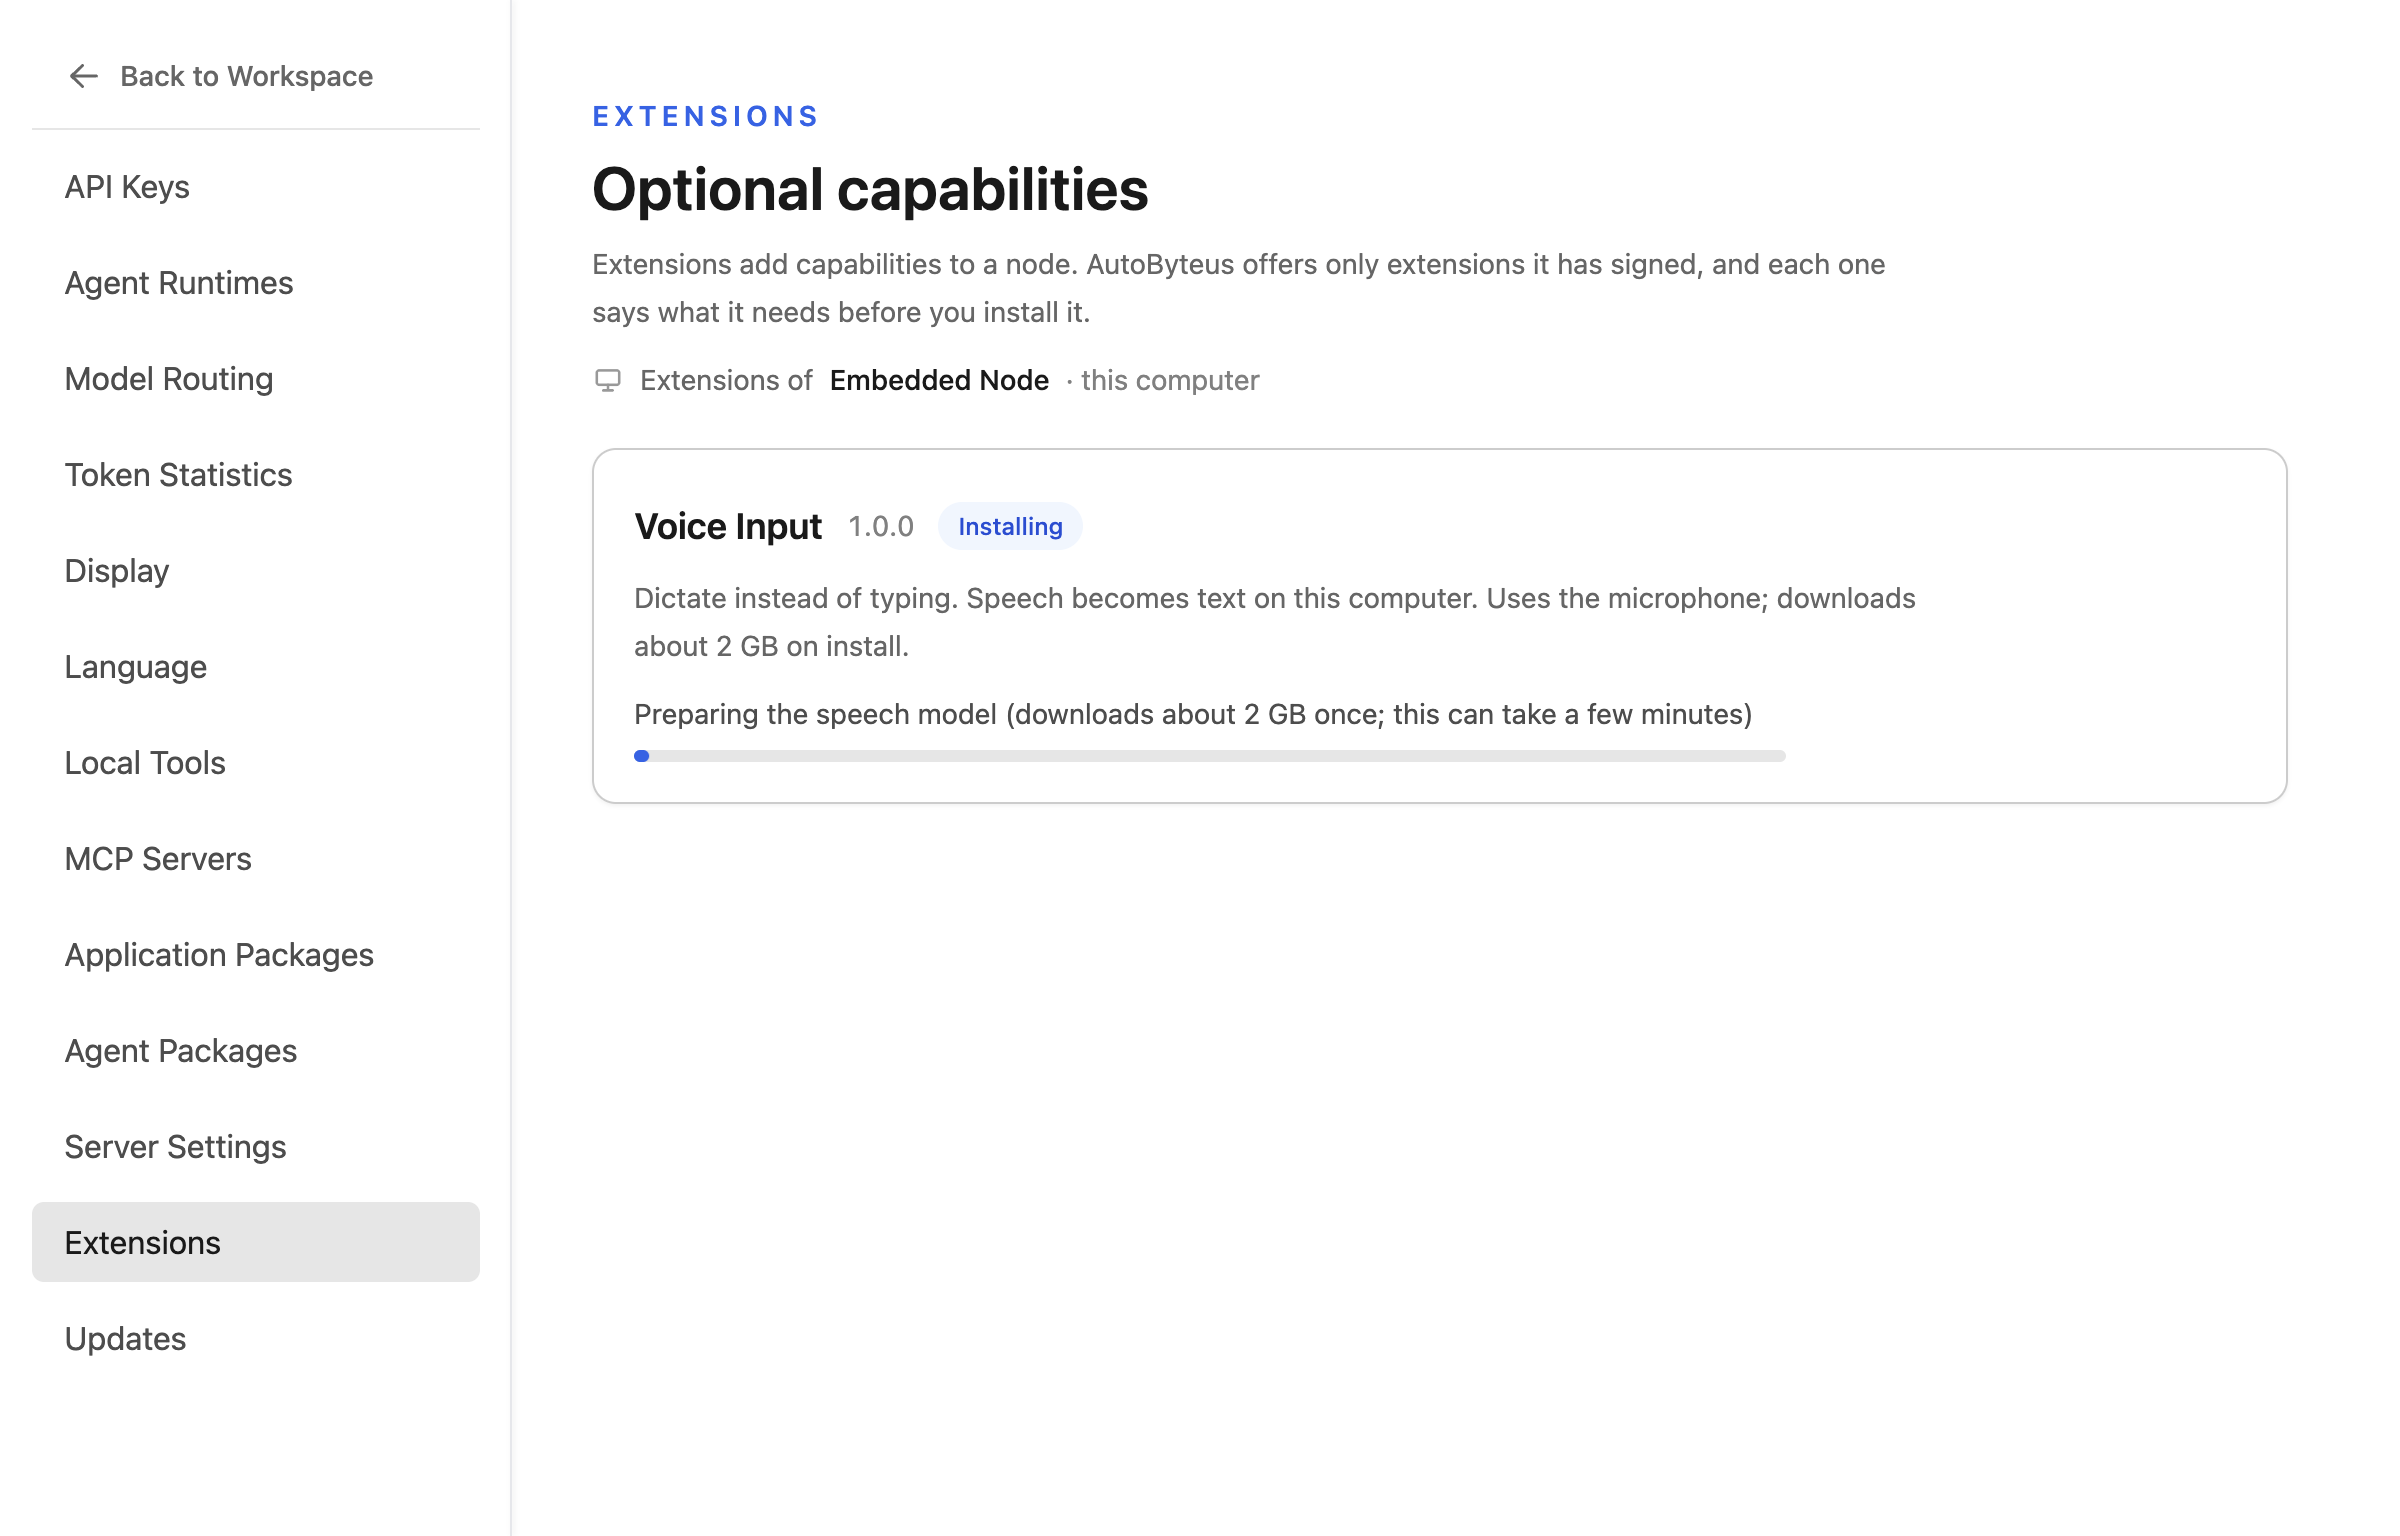 Back to Workspace
API Keys
Agent Runtimes
Model Routing
Token Statistics
Display
Language
Local Tools
MCP Servers
Application Packages
Agent Packages
Server Settings
Extensions
Updates
EXTENSIONS
Optional capabilities
Extensions add capabilities to a node. AutoByteus offers only extensions it has signed, and each one
says what it needs before you install it.
Extensions of Embedded Node · this computer
Voice Input 1.0.0 Installing
Dictate instead of typing. Speech becomes text on this computer. Uses the microphone; downloads
about 2 GB on install.
Preparing the speech model (downloads about 2 GB once; this can take a few minutes)